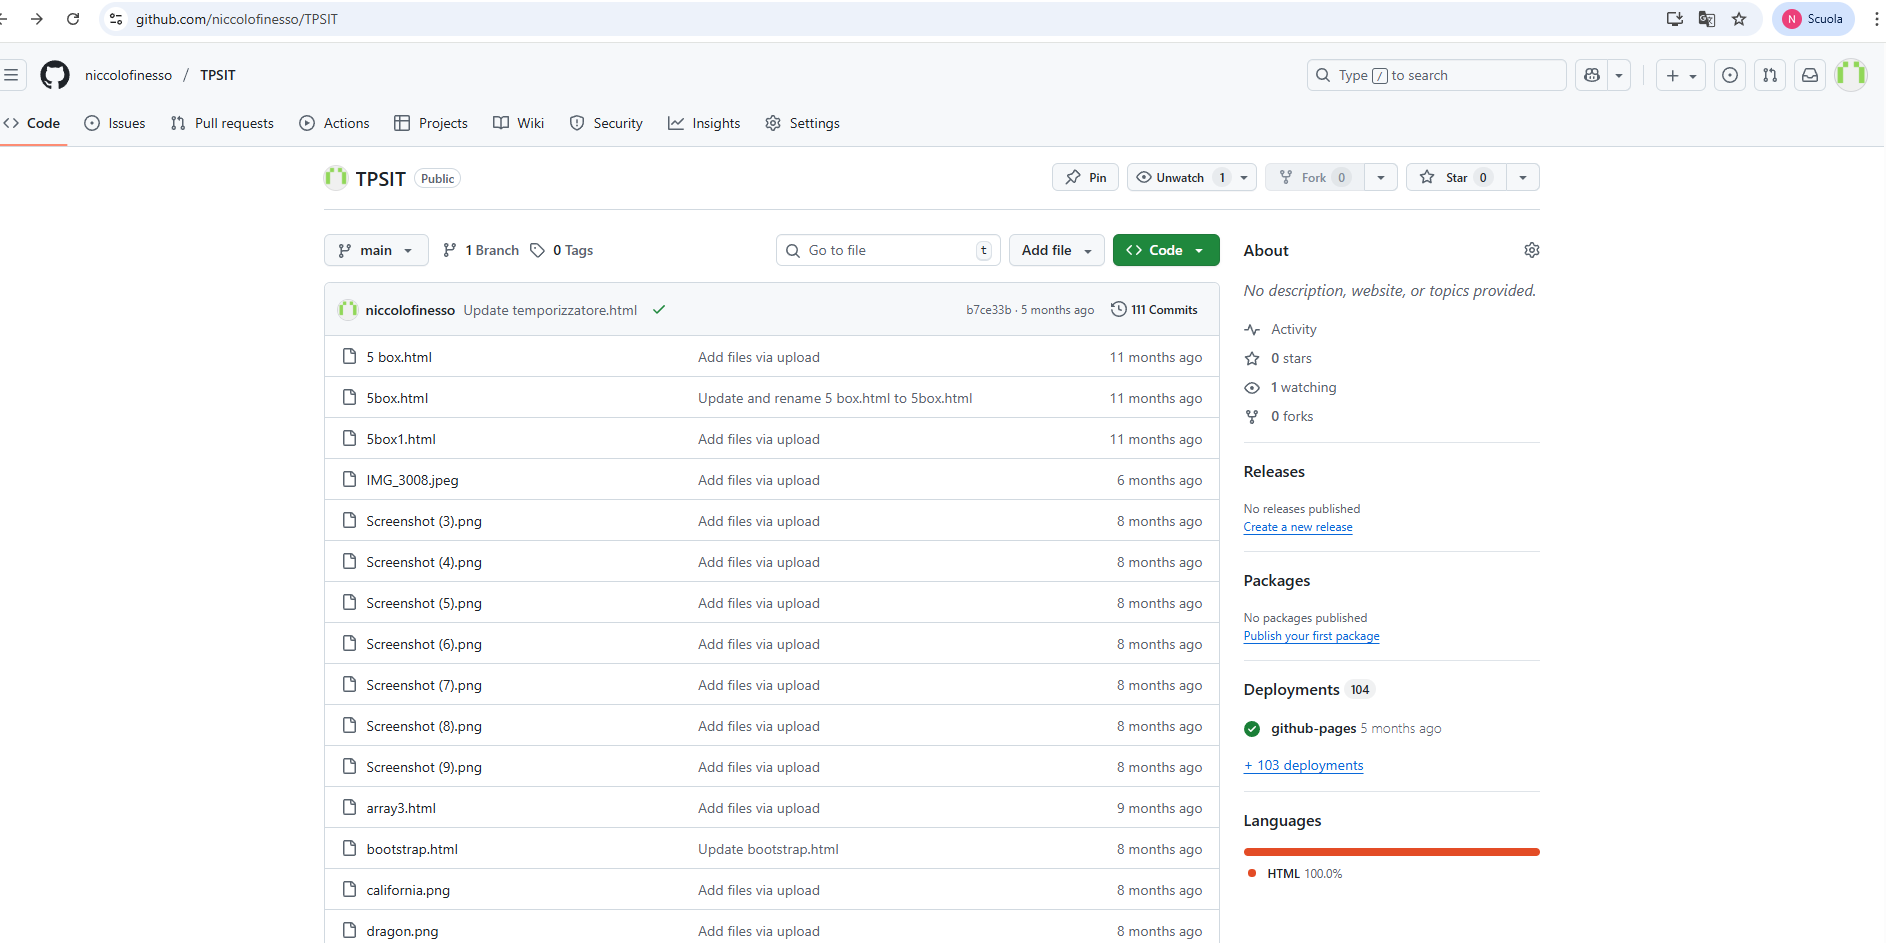 github.com/niccolofinesso/TPSIT
N Scuola
niccolofinesso / TPSIT
Type / to search
Code Issues Pull requests Actions Projects Wiki Security Insights Settings
TPSIT Public
Pin Unwatch 1 Fork 0 Star 0
main 1 Branch 0 Tags
Go to file t Add file Code
niccolofinesso Update temporizzatore.html b7ce33b · 5 months ago 111 Commits
5 box.html Add files via upload 11 months ago
5box.html Update and rename 5 box.html to 5box.html 11 months ago
5box1.html Add files via upload 11 months ago
IMG_3008.jpeg Add files via upload 6 months ago
Screenshot (3).png Add files via upload 8 months ago
Screenshot (4).png Add files via upload 8 months ago
Screenshot (5).png Add files via upload 8 months ago
Screenshot (6).png Add files via upload 8 months ago
Screenshot (7).png Add files via upload 8 months ago
Screenshot (8).png Add files via upload 8 months ago
Screenshot (9).png Add files via upload 8 months ago
array3.html Add files via upload 9 months ago
bootstrap.html Update bootstrap.html 8 months ago
california.png Add files via upload 8 months ago
dragon.png Add files via upload 8 months ago
About
No description, website, or topics provided.
Activity
0 stars
1 watching
0 forks
Releases
No releases published
Create a new release
Packages
No packages published
Publish your first package
Deployments 104
github-pages 5 months ago
+ 103 deployments
Languages
HTML 100.0%